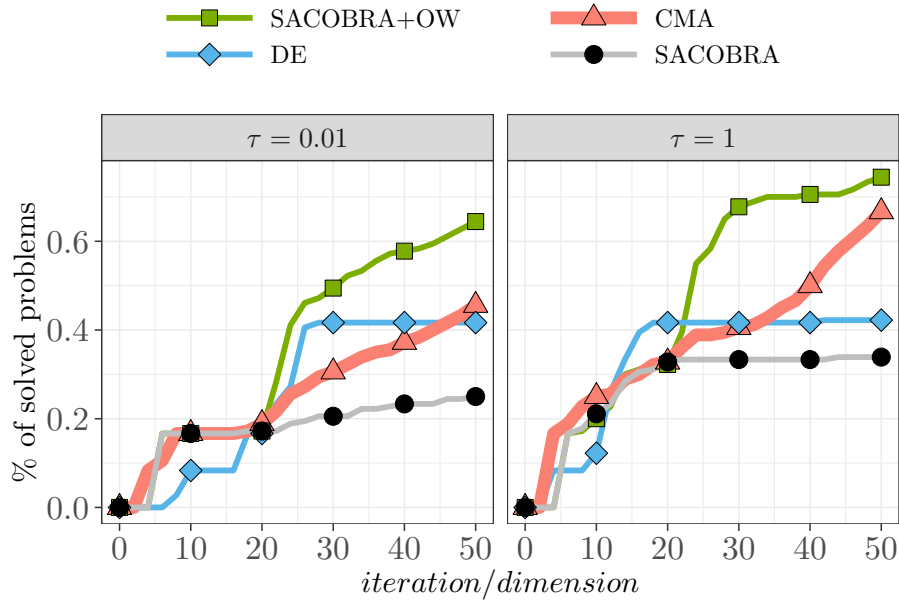 SACOBRA+OW CMA
DE SACOBRA
τ = 0.01 τ = 1
% of solved problems
0.6
0.4
0.2
0.0
0 10 20 30 40 50 0 10 20 30 40 50
iteration/dimension